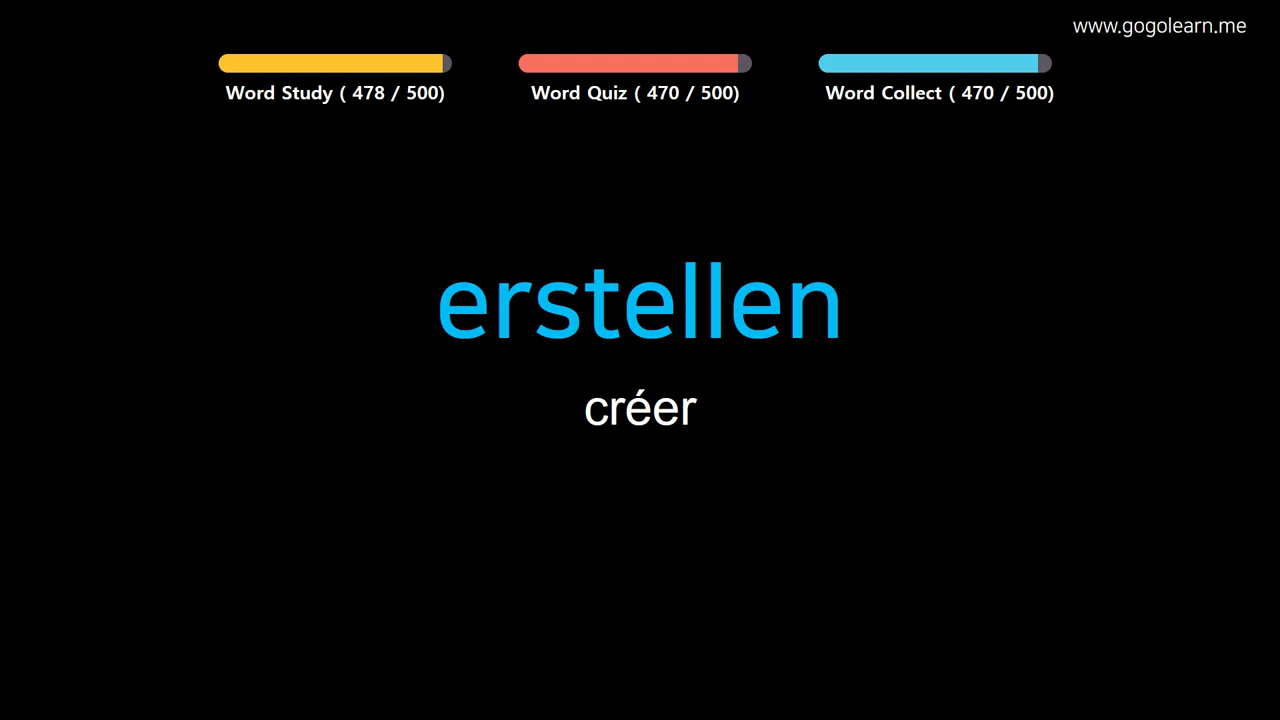 www.gogolearn.me
Word Study ( 478 / 500)
Word Quiz ( 470 / 500)
Word Collect ( 470 / 500)
erstellen
créer